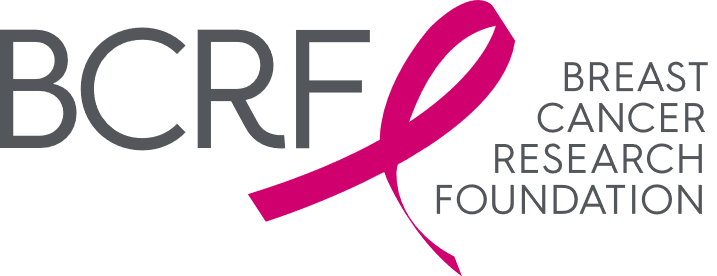 BCRF
BREAST
CANCER
RESEARCH
FOUNDATION